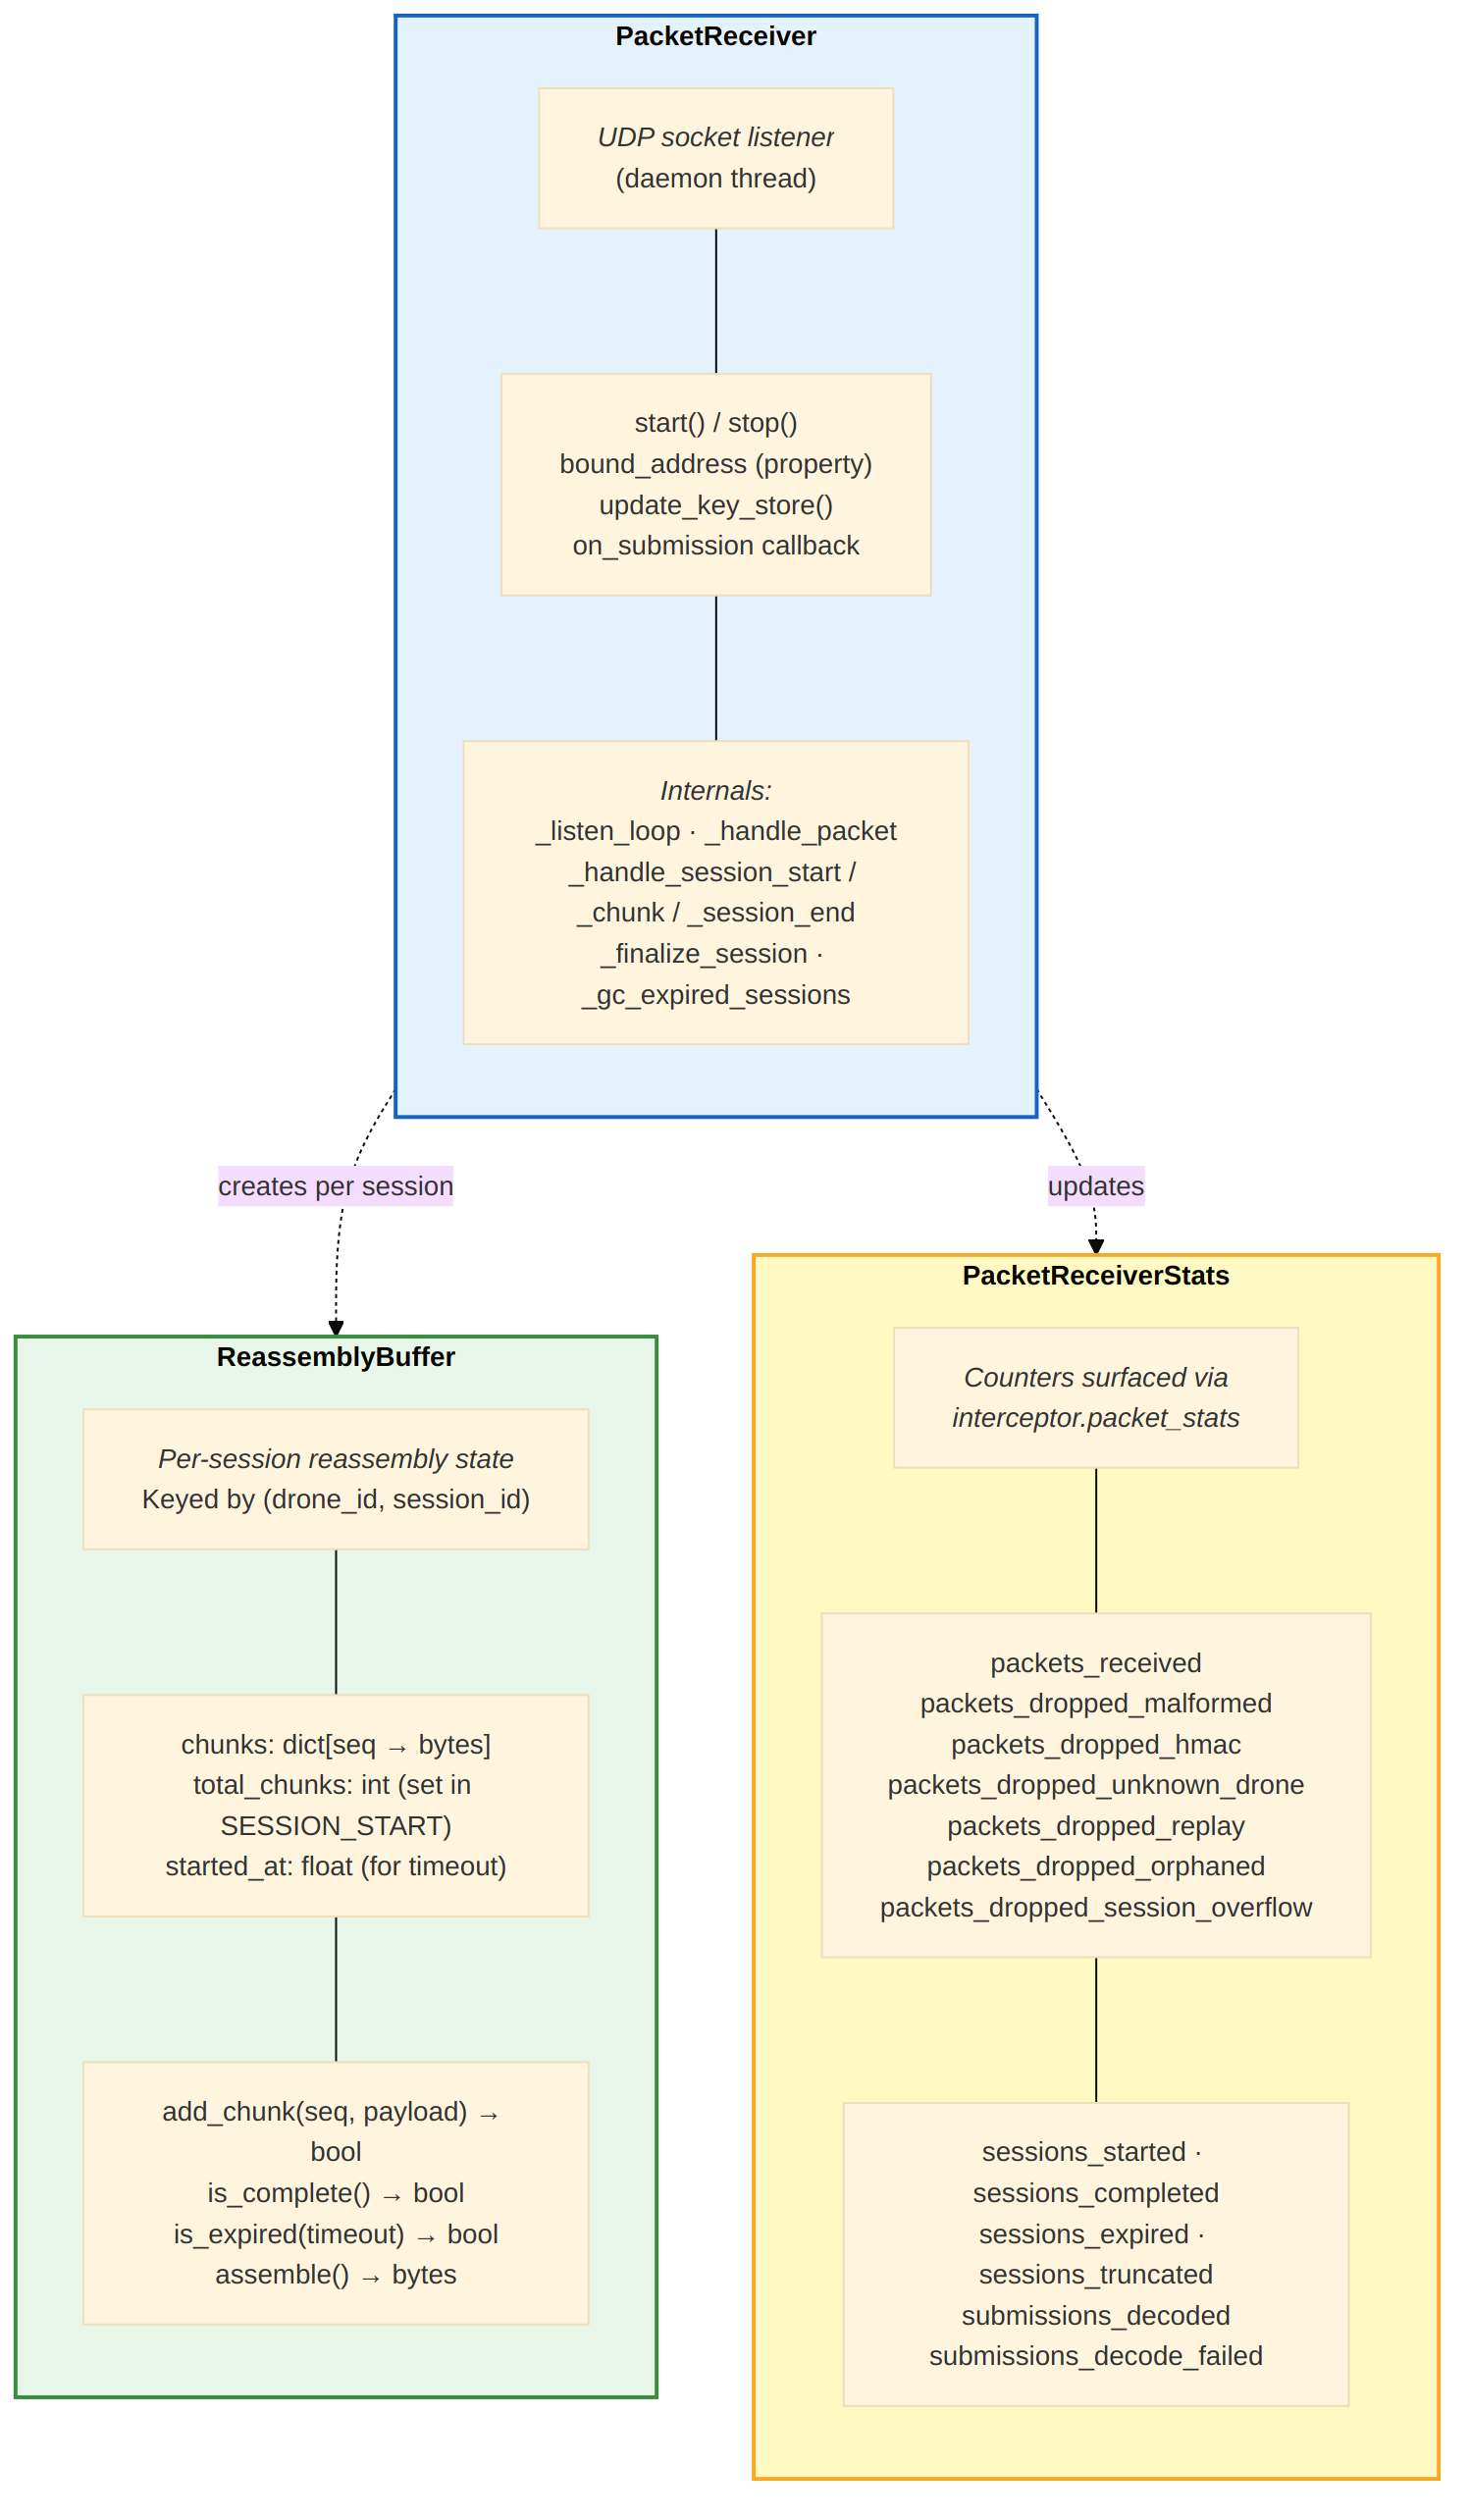 PacketReceiver
UDP socket listener
(daemon thread)
start() / stop()
bound_address (property)
update_key_store()
on_submission callback
Internals:
_listen_loop · _handle_packet
_handle_session_start /
_chunk / _session_end
_finalize_session ·
_gc_expired_sessions
creates per session
updates
ReassemblyBuffer
Per-session reassembly state
Keyed by (drone_id, session_id)
chunks: dict[seq → bytes]
total_chunks: int (set in
SESSION_START)
started_at: float (for timeout)
add_chunk(seq, payload) →
bool
is_complete() → bool
is_expired(timeout) → bool
assemble() → bytes
PacketReceiverStats
Counters surfaced via
interceptor.packet_stats
packets_received
packets_dropped_malformed
packets_dropped_hmac
packets_dropped_unknown_drone
packets_dropped_replay
packets_dropped_orphaned
packets_dropped_session_overflow
sessions_started ·
sessions_completed
sessions_expired ·
sessions_truncated
submissions_decoded
submissions_decode_failed